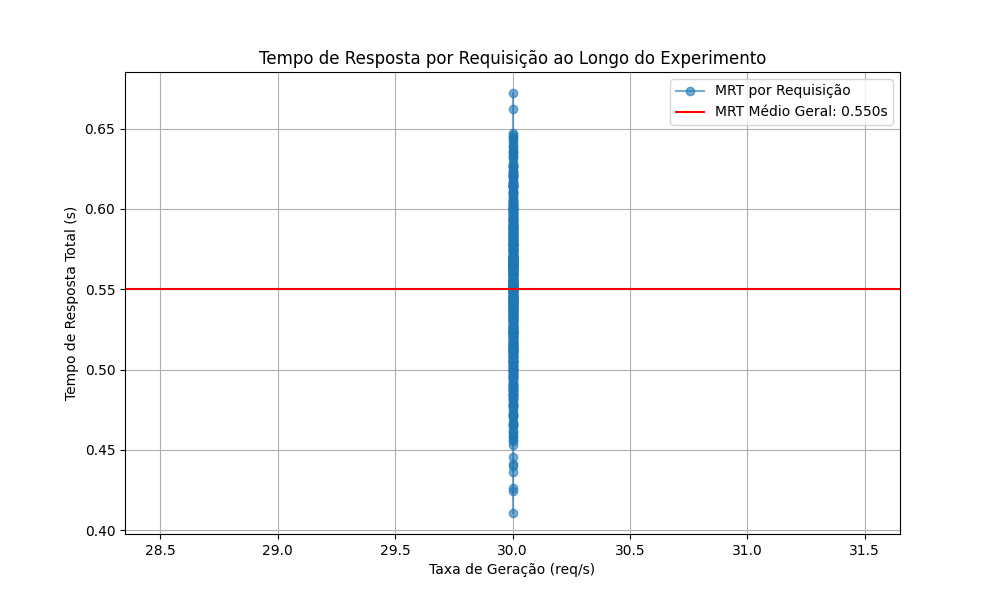 Tempo de Resposta por Requisição ao Longo do Experimento
MRT por Requisição
MRT Médio Geral: 0.550s
Tempo de Resposta Total (s)
0.65
0.60
0.55
0.50
0.45
0.40
28.5 29.0 29.5 30.0 30.5 31.0 31.5
Taxa de Geração (req/s)